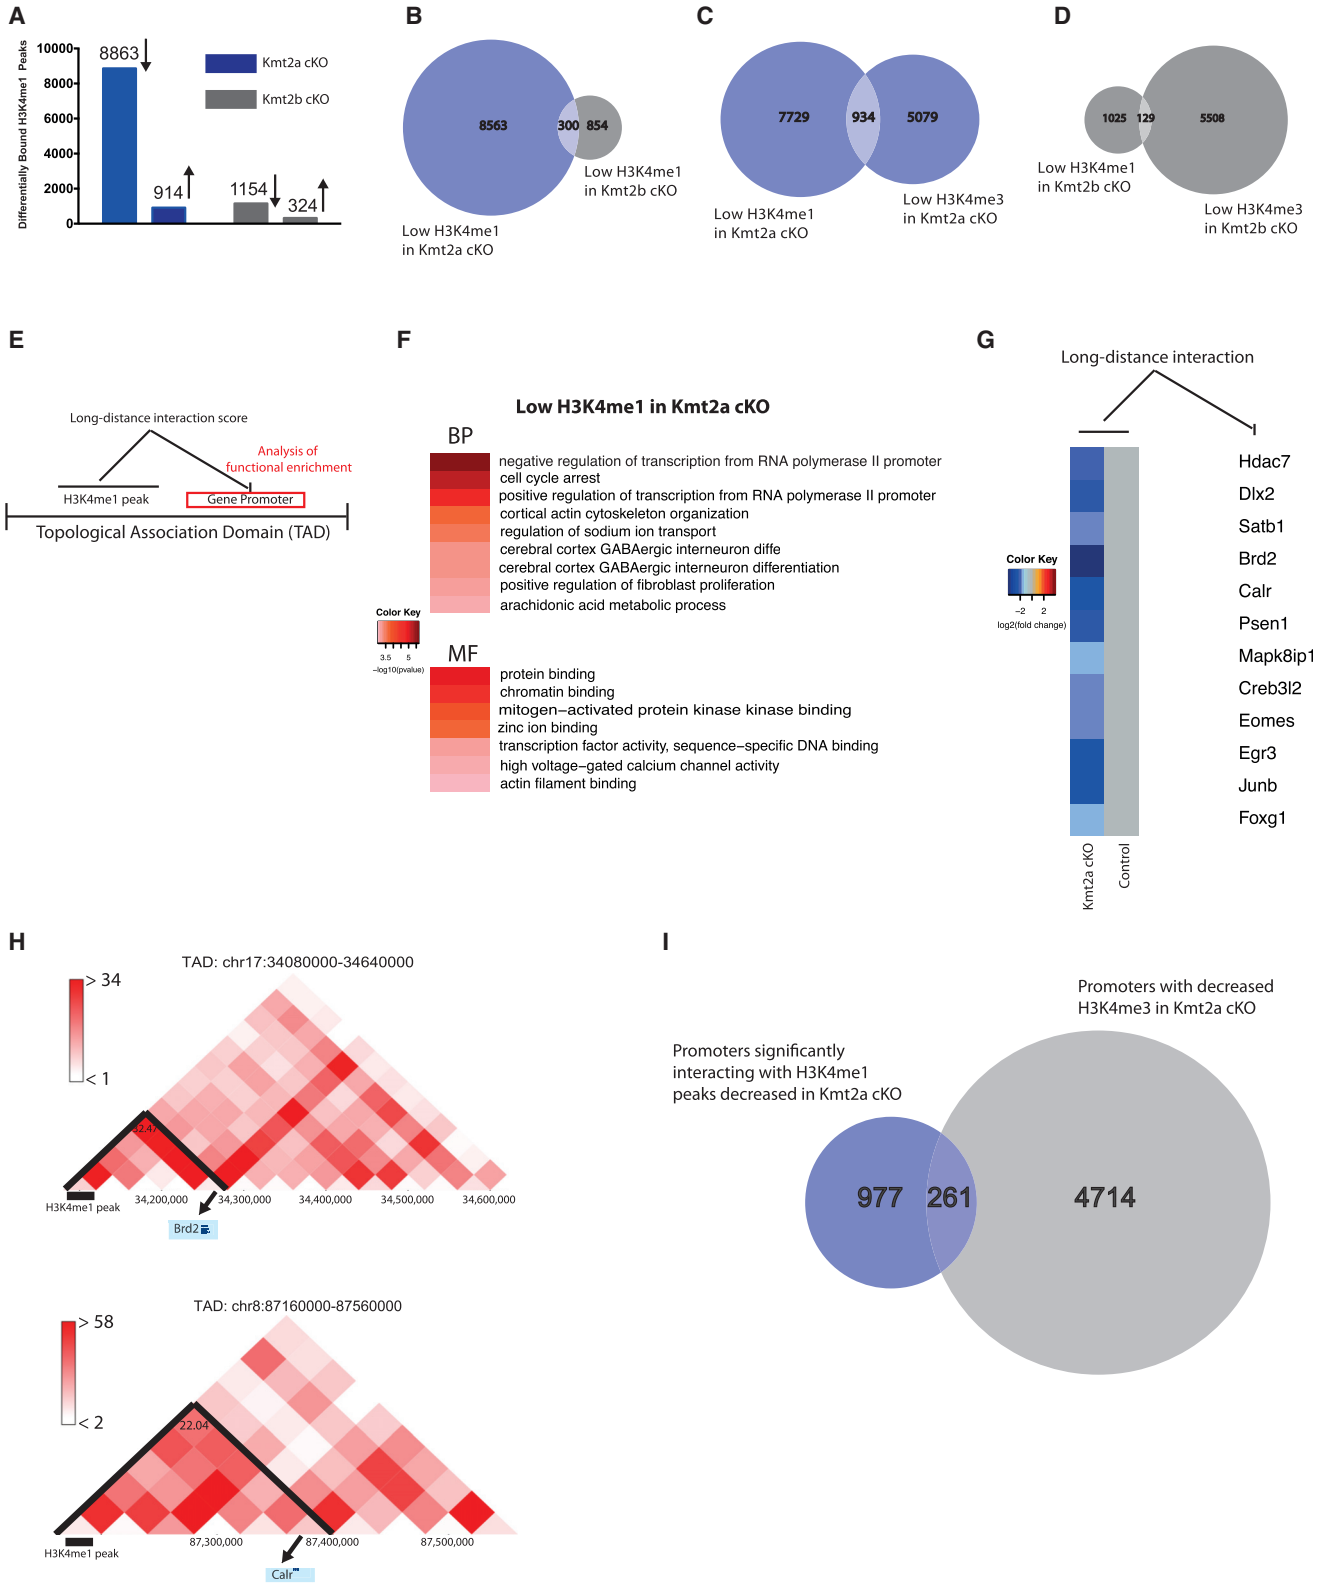 A
Differentially Bound H3K4me1 Peaks
10000
8000
6000
4000
2000
0
8863
914
1154
324
Kmt2a cKO
Kmt2b cKO
B
8563
300
854
Low H3K4me1
in Kmt2b cKO
Low H3K4me1
in Kmt2a cKO
C
7729
934
5079
Low H3K4me1
in Kmt2a cKO
Low H3K4me3
in Kmt2a cKO
D
1025
129
5508
Low H3K4me1
in Kmt2b cKO
Low H3K4me3
in Kmt2b cKO
E
Long-distance interaction score
Analysis of
functional enrichment
H3K4me1 peak
Gene Promoter
Topological Association Domain (TAD)
F
Low H3K4me1 in Kmt2a cKO
BP
negative regulation of transcription from RNA polymerase II promoter
cell cycle arrest
positive regulation of transcription from RNA polymerase II promoter
cortical actin cytoskeleton organization
regulation of sodium ion transport
cerebral cortex GABAergic interneuron diffe
cerebral cortex GABAergic interneuron differentiation
positive regulation of fibroblast proliferation
arachidonic acid metabolic process
Color Key
3.5 5
−log10(pvalue)
MF
protein binding
chromatin binding
mitogen−activated protein kinase kinase binding
zinc ion binding
transcription factor activity, sequence−specific DNA binding
high voltage−gated calcium channel activity
actin filament binding
G
Long-distance interaction
Color Key
−2 2
log2(fold change)
Hdac7
Dlx2
Satb1
Brd2
Calr
Psen1
Mapk8ip1
Creb3l2
Eomes
Egr3
Junb
Foxg1
Kmt2a cKO
Control
H
TAD: chr17:34080000-34640000
> 34
< 1
32.47
34,200,000
34,300,000
34,400,000
34,500,000
34,600,000
H3K4me1 peak
Brd2
TAD: chr8:87160000-87560000
> 58
< 2
22.04
87,300,000
87,400,000
87,500,000
H3K4me1 peak
Calr
I
Promoters with decreased
H3K4me3 in Kmt2a cKO
Promoters significantly
interacting with H3K4me1
peaks decreased in Kmt2a cKO
977
261
4714